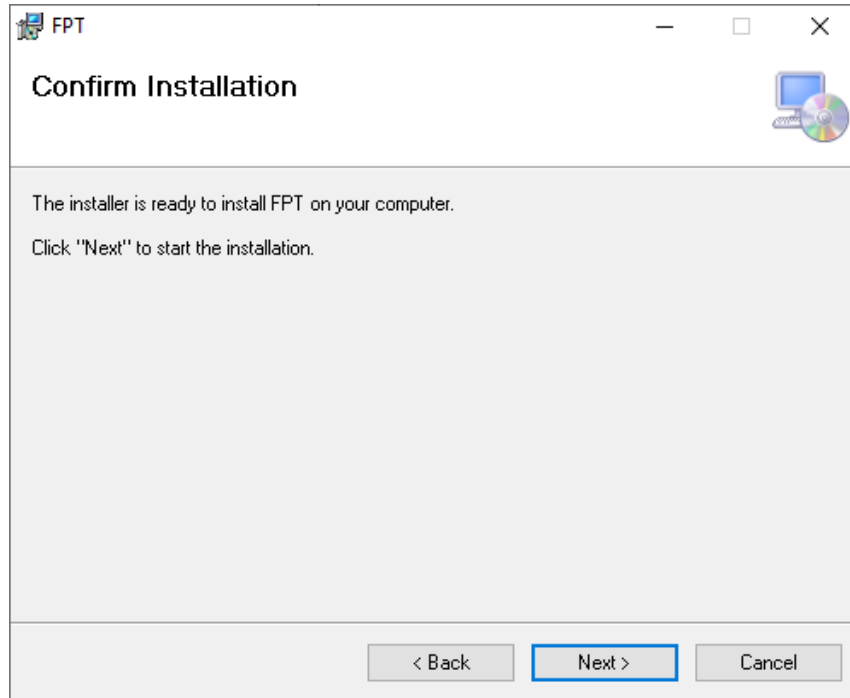 FPT
Confirm Installation
The installer is ready to install FPT on your computer.
Click "Next" to start the installation.
< Back
Next >
Cancel